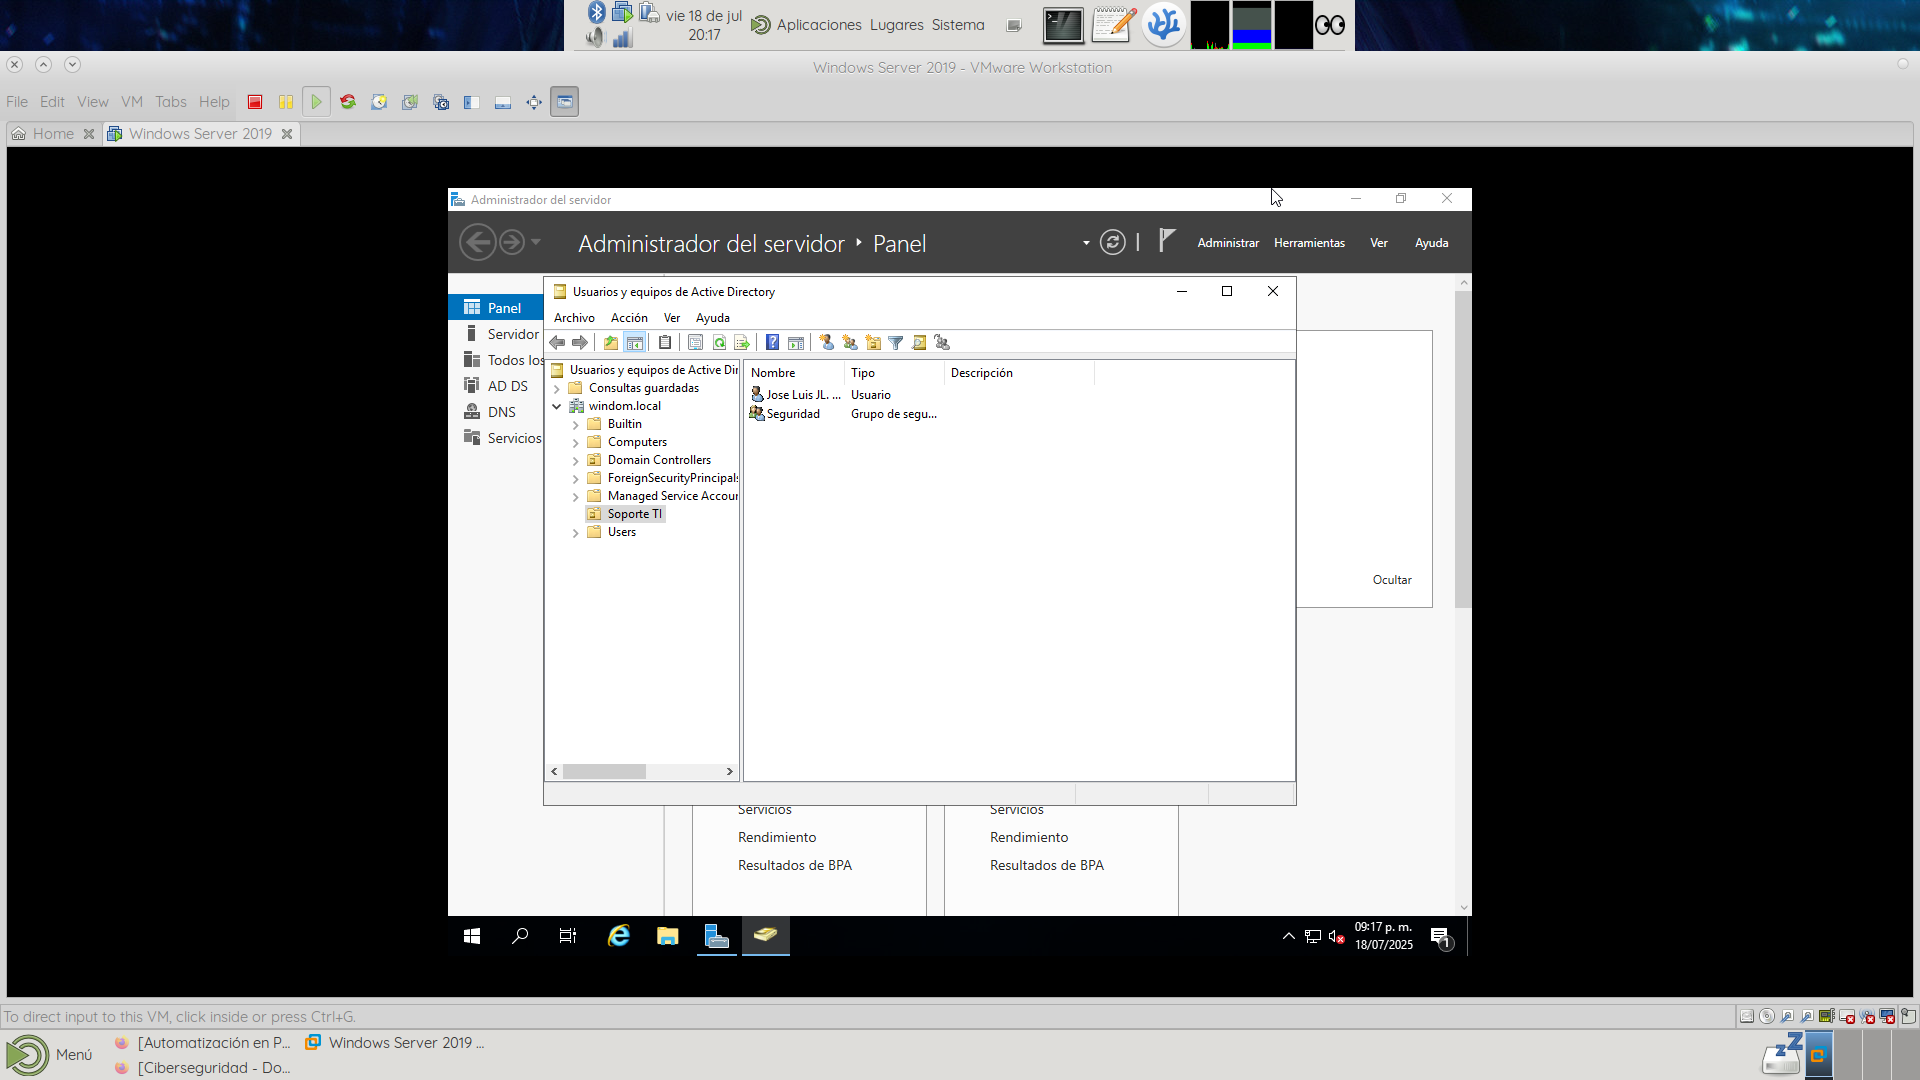 vie 18 de jul
20:17
Aplicaciones Lugares Sistema
Windows Server 2019 - VMware Workstation
File Edit View VM Tabs Help
Home
Windows Server 2019
Administrador del servidor
Administrador del servidor
Panel
Administrar Herramientas Ver Ayuda
Panel
Servidor
Todos los
AD DS
DNS
Servicios
Usuarios y equipos de Active Directory
Archivo Acción Ver Ayuda
Usuarios y equipos de Active Dir
Consultas guardadas
windom.local
Builtin
Computers
Domain Controllers
ForeignSecurityPrincipals
Managed Service Accour
Soporte TI
Users
Nombre Tipo Descripción
Jose Luis JL. ... Usuario
Seguridad Grupo de segu...
Ocultar
Servicios
Rendimiento
Resultados de BPA
Servicios
Rendimiento
Resultados de BPA
09:17 p. m.
18/07/2025
1
To direct input to this VM, click inside or press Ctrl+G.
Menú
[Automatización en P...
Windows Server 2019 ...
[Ciberseguridad - Do...